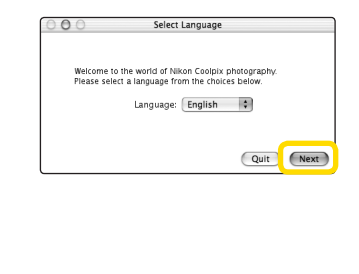 Select Language
Welcome to the world of Nikon Coolpix photography.
Please select a language from the choices below.
Language: English
Quit Next